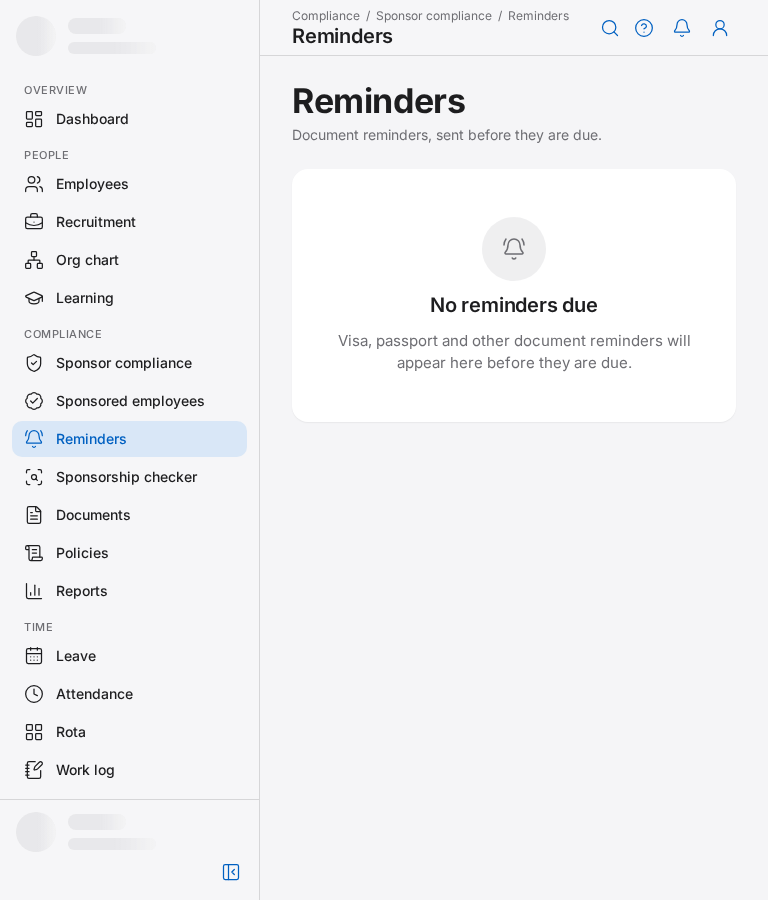 OVERVIEW
Dashboard
PEOPLE
Employees
Recruitment
Org chart
Learning
COMPLIANCE
Sponsor compliance
Sponsored employees
Reminders
Sponsorship checker
Documents
Policies
Reports
TIME
Leave
Attendance
Rota
Work log
Compliance / Sponsor compliance / Reminders
Reminders
Reminders
Document reminders, sent before they are due.
No reminders due
Visa, passport and other document reminders will
appear here before they are due.